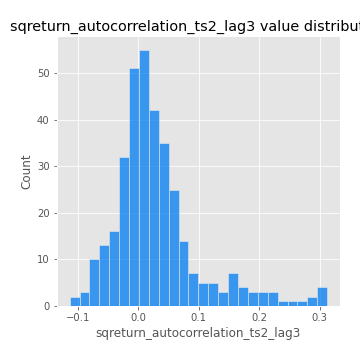 sqreturn_autocorrelation_ts2_lag3 value distribut
50
40
30
20
10
0
Count
−0.1 0.0 0.1 0.2 0.3
sqreturn_autocorrelation_ts2_lag3